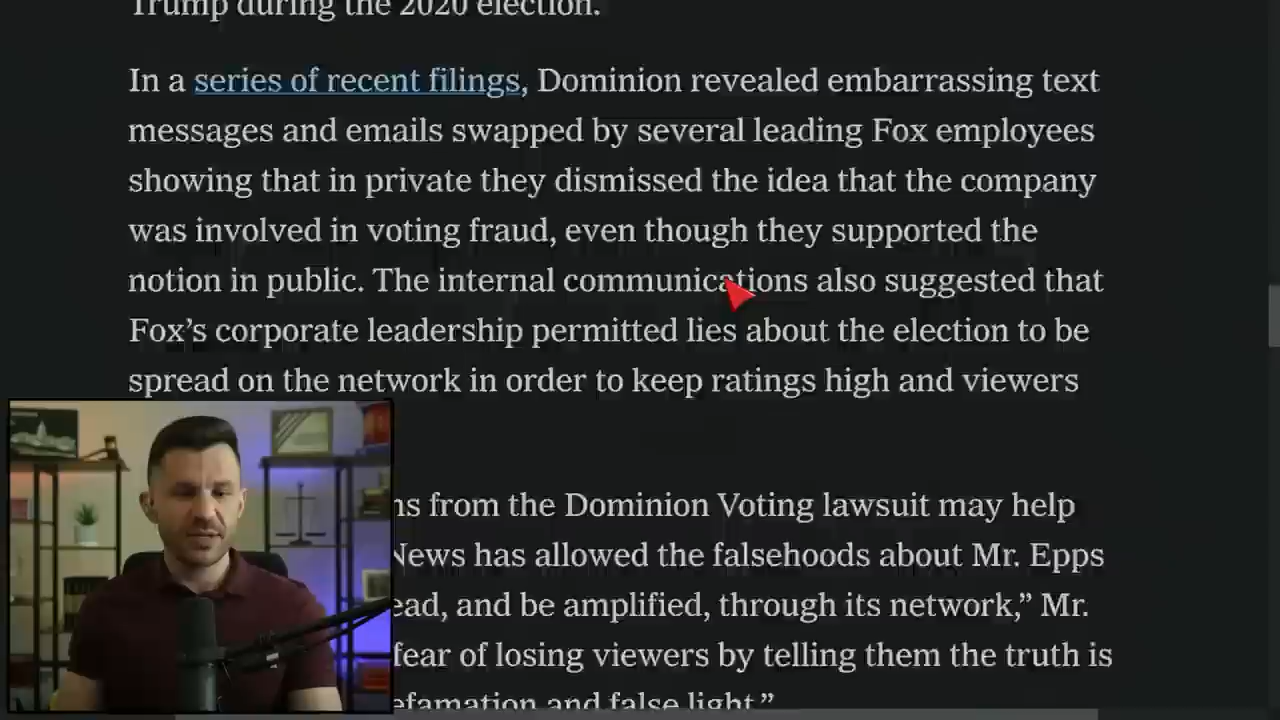 Trump during the 2020 election.
In a series of recent filings, Dominion revealed embarrassing text
messages and emails swapped by several leading Fox employees
showing that in private they dismissed the idea that the company
was involved in voting fraud, even though they supported the
notion in public. The internal communications also suggested that
Fox’s corporate leadership permitted lies about the election to be
spread on the network in order to keep ratings high and viewers
from the Dominion Voting lawsuit may help
News has allowed the falsehoods about Mr. Epps
and be amplified, through its network,” Mr.
fear of losing viewers by telling them the truth is
and false light.”